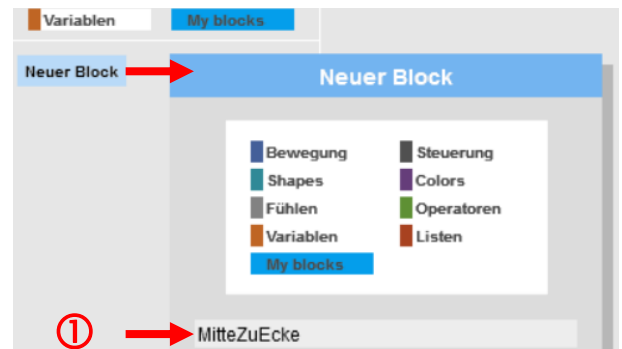 Variablen My blocks
Neuer Block Neuer Block
Bewegung Steuerung
Shapes Colors
Fühlen Operatoren
Variablen Listen
My blocks
① MitteZuEcke